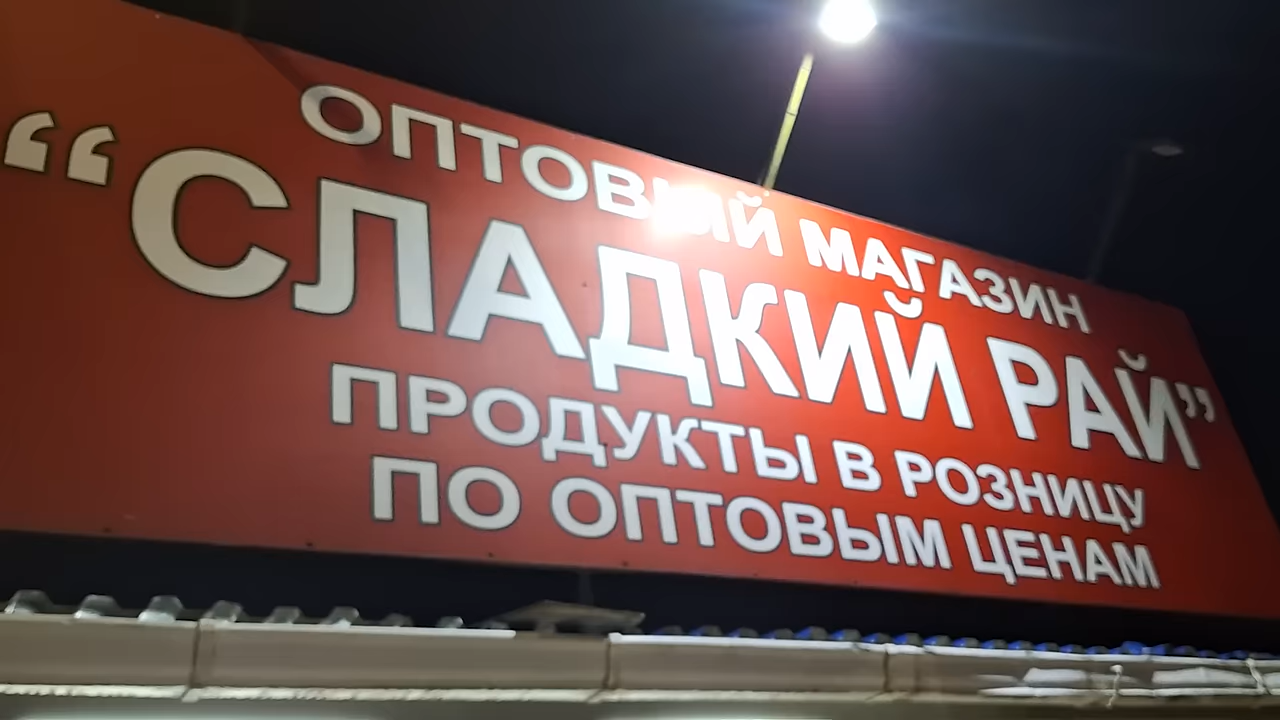 ОПТОВЫЙ МАГАЗИН
“СЛАДКИЙ РАЙ”
ПРОДУКТЫ В РОЗНИЦУ
ПО ОПТОВЫМ ЦЕНАМ